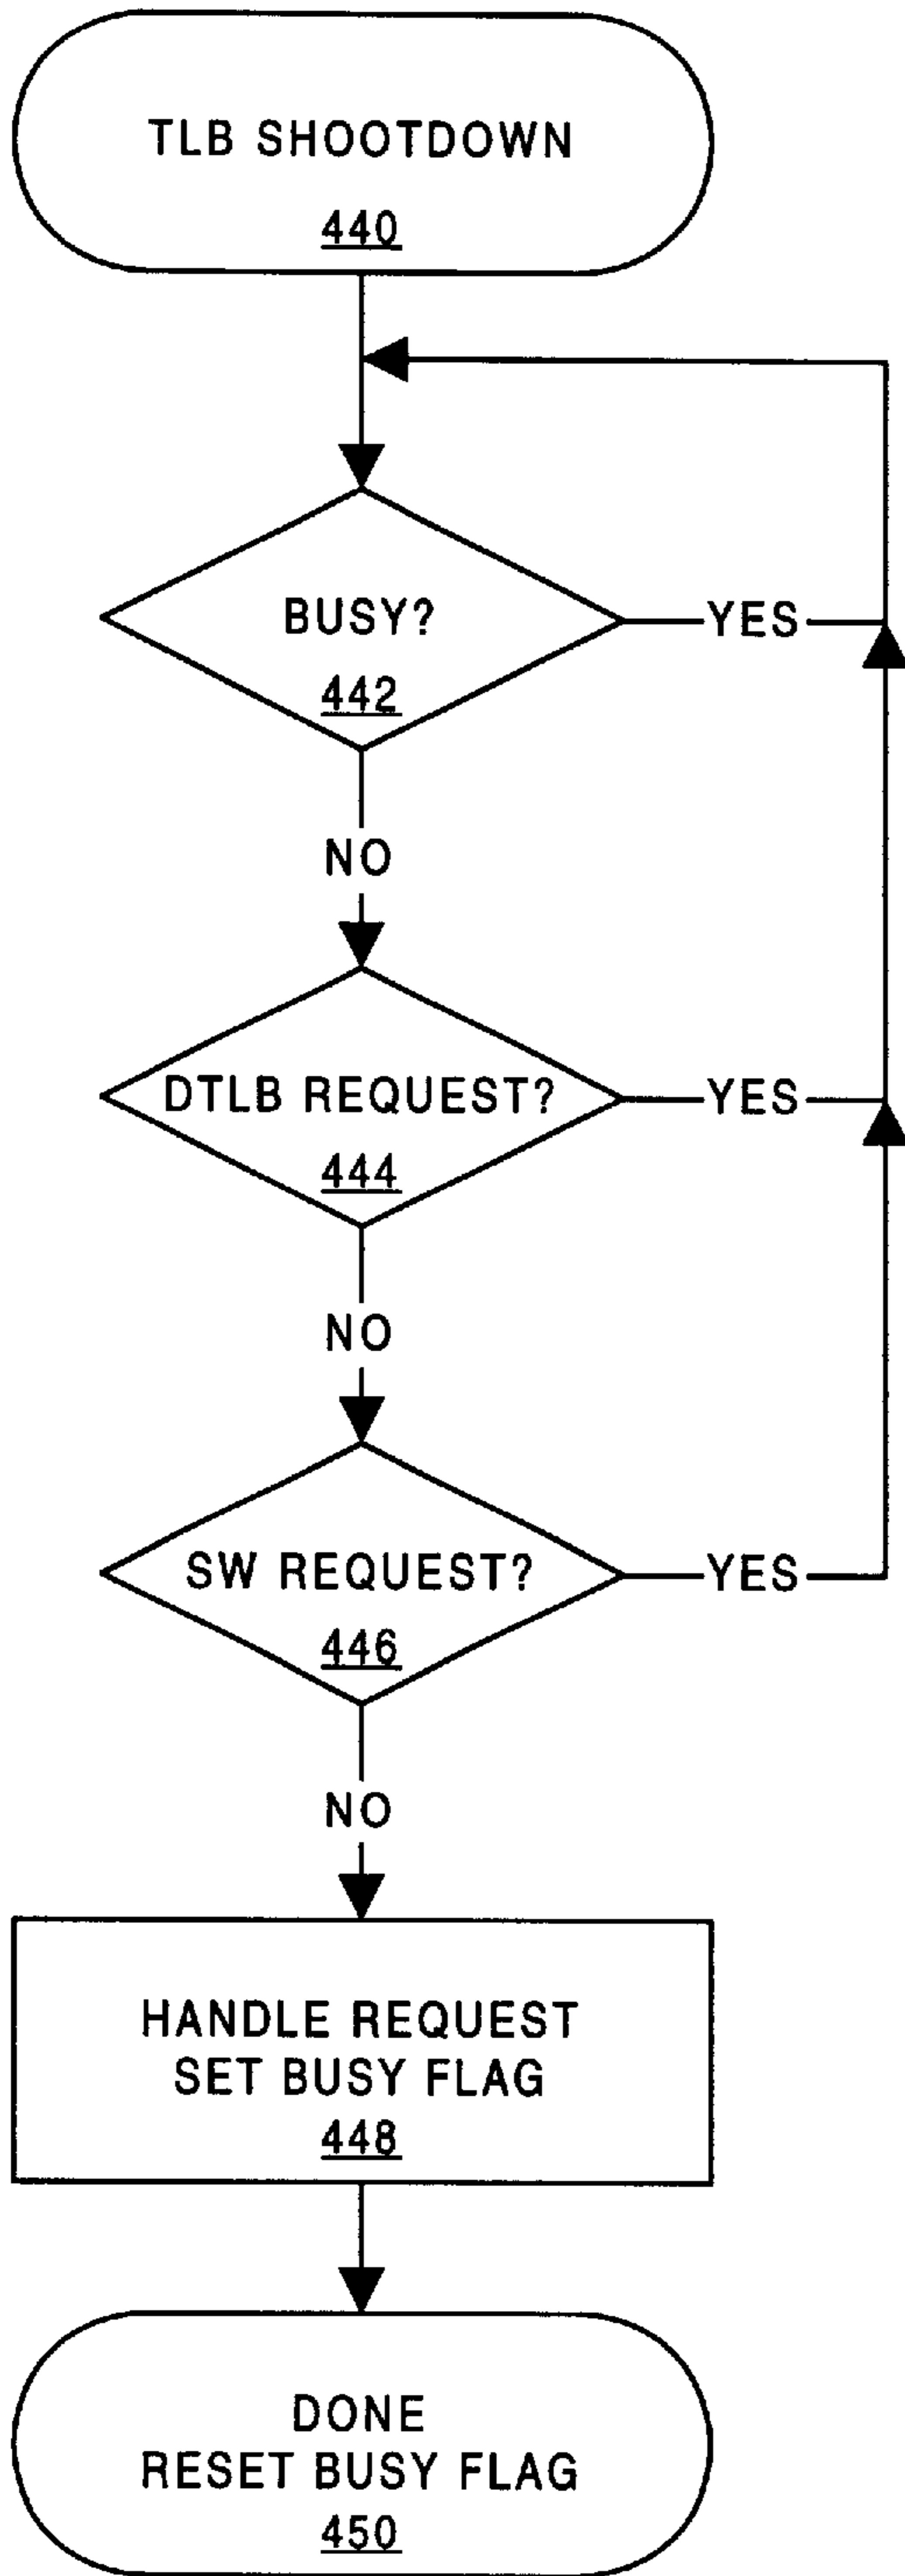 TLB SHOOTDOWN
440
BUSY?
442
YES
NO
DTLB REQUEST?
444
YES
NO
SW REQUEST?
446
YES
NO
HANDLE REQUEST
SET BUSY FLAG
448
DONE
RESET BUSY FLAG
450